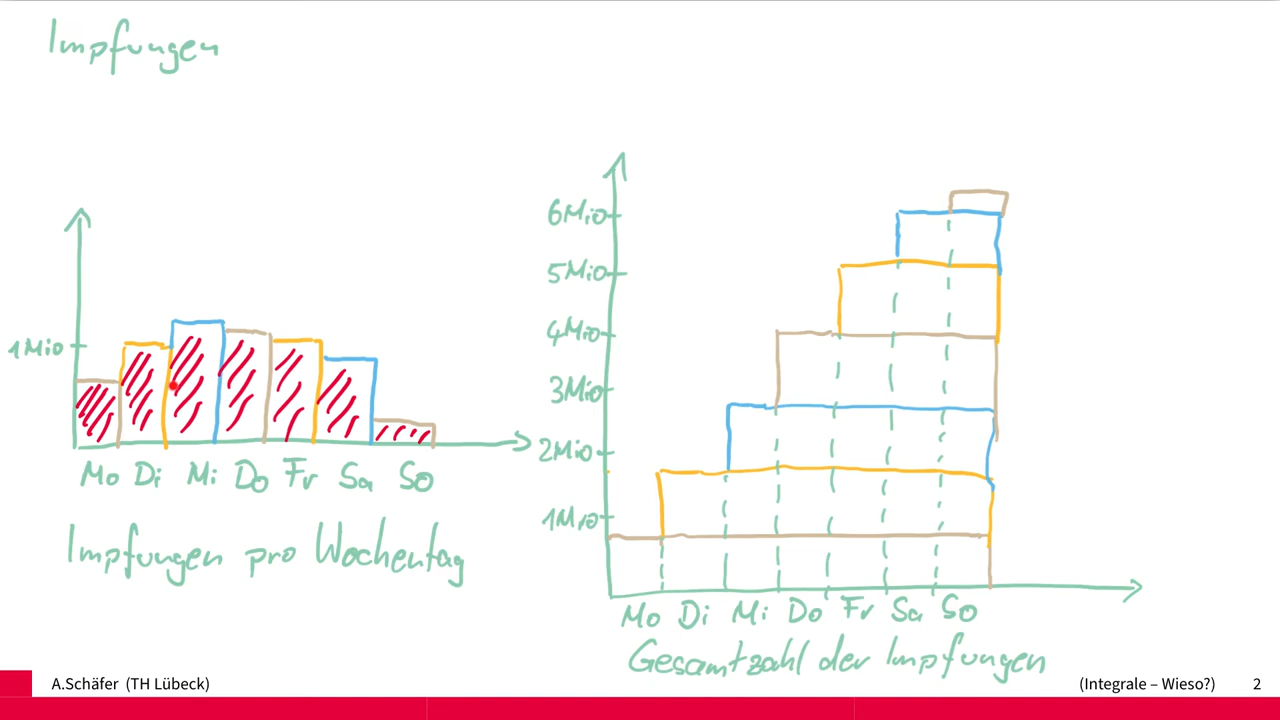 Impfungen
1Mio
Mo Di Mi Do Fr Sa So
Impfungen pro Wochentag
6Mio
5Mio
4Mio
3Mio
2Mio
1Mio
Mo Di Mi Do Fr Sa So
Gesamtzahl der Impfungen
A.Schäfer (TH Lübeck)
(Integrale – Wieso?) 2